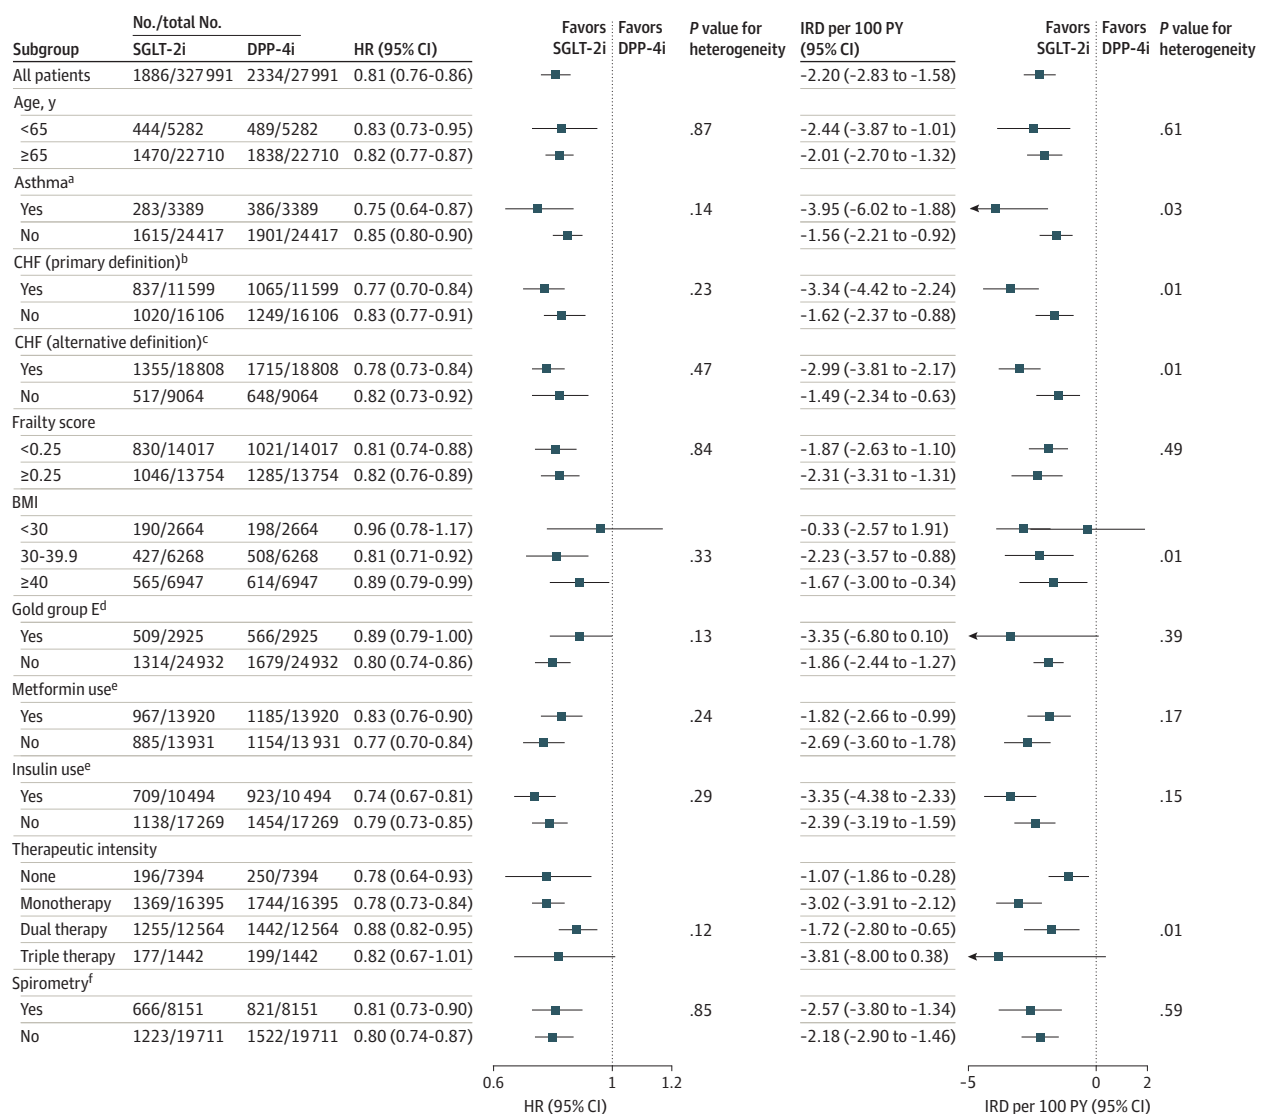 No./total No.
Favors SGLT-2i Favors DPP-4i P value for heterogeneity IRD per 100 PY (95% CI) Favors SGLT-2i Favors DPP-4i P value for heterogeneity
Subgroup SGLT-2i DPP-4i HR (95% CI)
All patients 1886/327991 2334/27991 0.81 (0.76-0.86) -2.20 (-2.83 to -1.58)
Age, y
<65 444/5282 489/5282 0.83 (0.73-0.95) .87 -2.44 (-3.87 to -1.01) .61
≥65 1470/22710 1838/22710 0.82 (0.77-0.87) -2.01 (-2.70 to -1.32)
Asthmaᵃ
Yes 283/3389 386/3389 0.75 (0.64-0.87) .14 -3.95 (-6.02 to -1.88) .03
No 1615/24417 1901/24417 0.85 (0.80-0.90) -1.56 (-2.21 to -0.92)
CHF (primary definition)ᵇ
Yes 837/11599 1065/11599 0.77 (0.70-0.84) .23 -3.34 (-4.42 to -2.24) .01
No 1020/16106 1249/16106 0.83 (0.77-0.91) -1.62 (-2.37 to -0.88)
CHF (alternative definition)ᶜ
Yes 1355/18808 1715/18808 0.78 (0.73-0.84) .47 -2.99 (-3.81 to -2.17) .01
No 517/9064 648/9064 0.82 (0.73-0.92) -1.49 (-2.34 to -0.63)
Frailty score
<0.25 830/14017 1021/14017 0.81 (0.74-0.88) .84 -1.87 (-2.63 to -1.10) .49
≥0.25 1046/13754 1285/13754 0.82 (0.76-0.89) -2.31 (-3.31 to -1.31)
BMI
<30 190/2664 198/2664 0.96 (0.78-1.17) -0.33 (-2.57 to 1.91)
30-39.9 427/6268 508/6268 0.81 (0.71-0.92) .33 -2.23 (-3.57 to -0.88) .01
≥40 565/6947 614/6947 0.89 (0.79-0.99) -1.67 (-3.00 to -0.34)
Gold group Eᵈ
Yes 509/2925 566/2925 0.89 (0.79-1.00) .13 -3.35 (-6.80 to 0.10) .39
No 1314/24932 1679/24932 0.80 (0.74-0.86) -1.86 (-2.44 to -1.27)
Metformin useᵉ
Yes 967/13920 1185/13920 0.83 (0.76-0.90) .24 -1.82 (-2.66 to -0.99) .17
No 885/13931 1154/13931 0.77 (0.70-0.84) -2.69 (-3.60 to -1.78)
Insulin useᵉ
Yes 709/10494 923/10494 0.74 (0.67-0.81) .29 -3.35 (-4.38 to -2.33) .15
No 1138/17269 1454/17269 0.79 (0.73-0.85) -2.39 (-3.19 to -1.59)
Therapeutic intensity
None 196/7394 250/7394 0.78 (0.64-0.93) -1.07 (-1.86 to -0.28)
Monotherapy 1369/16395 1744/16395 0.78 (0.73-0.84) -3.02 (-3.91 to -2.12)
Dual therapy 1255/12564 1442/12564 0.88 (0.82-0.95) .12 -1.72 (-2.80 to -0.65) .01
Triple therapy 177/1442 199/1442 0.82 (0.67-1.01) -3.81 (-8.00 to 0.38)
Spirometryᶠ
Yes 666/8151 821/8151 0.81 (0.73-0.90) .85 -2.57 (-3.80 to -1.34) .59
No 1223/19711 1522/19711 0.80 (0.74-0.87) -2.18 (-2.90 to -1.46)
0.6 1 1.2 -5 0 2
HR (95% CI) IRD per 100 PY (95% CI)